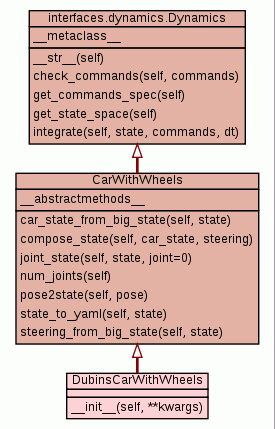 interfaces.dynamics.Dynamics
__metaclass__
__str__(self)
check_commands(self, commands)
get_commands_spec(self)
get_state_space(self)
integrate(self, state, commands, dt)
CarWithWheels
__abstractmethods__
car_state_from_big_state(self, state)
compose_state(self, car_state, steering)
joint_state(self, state, joint=0)
num_joints(self)
pose2state(self, pose)
state_to_yaml(self, state)
steering_from_big_state(self, state)
DubinsCarWithWheels
__init__(self, **kwargs)